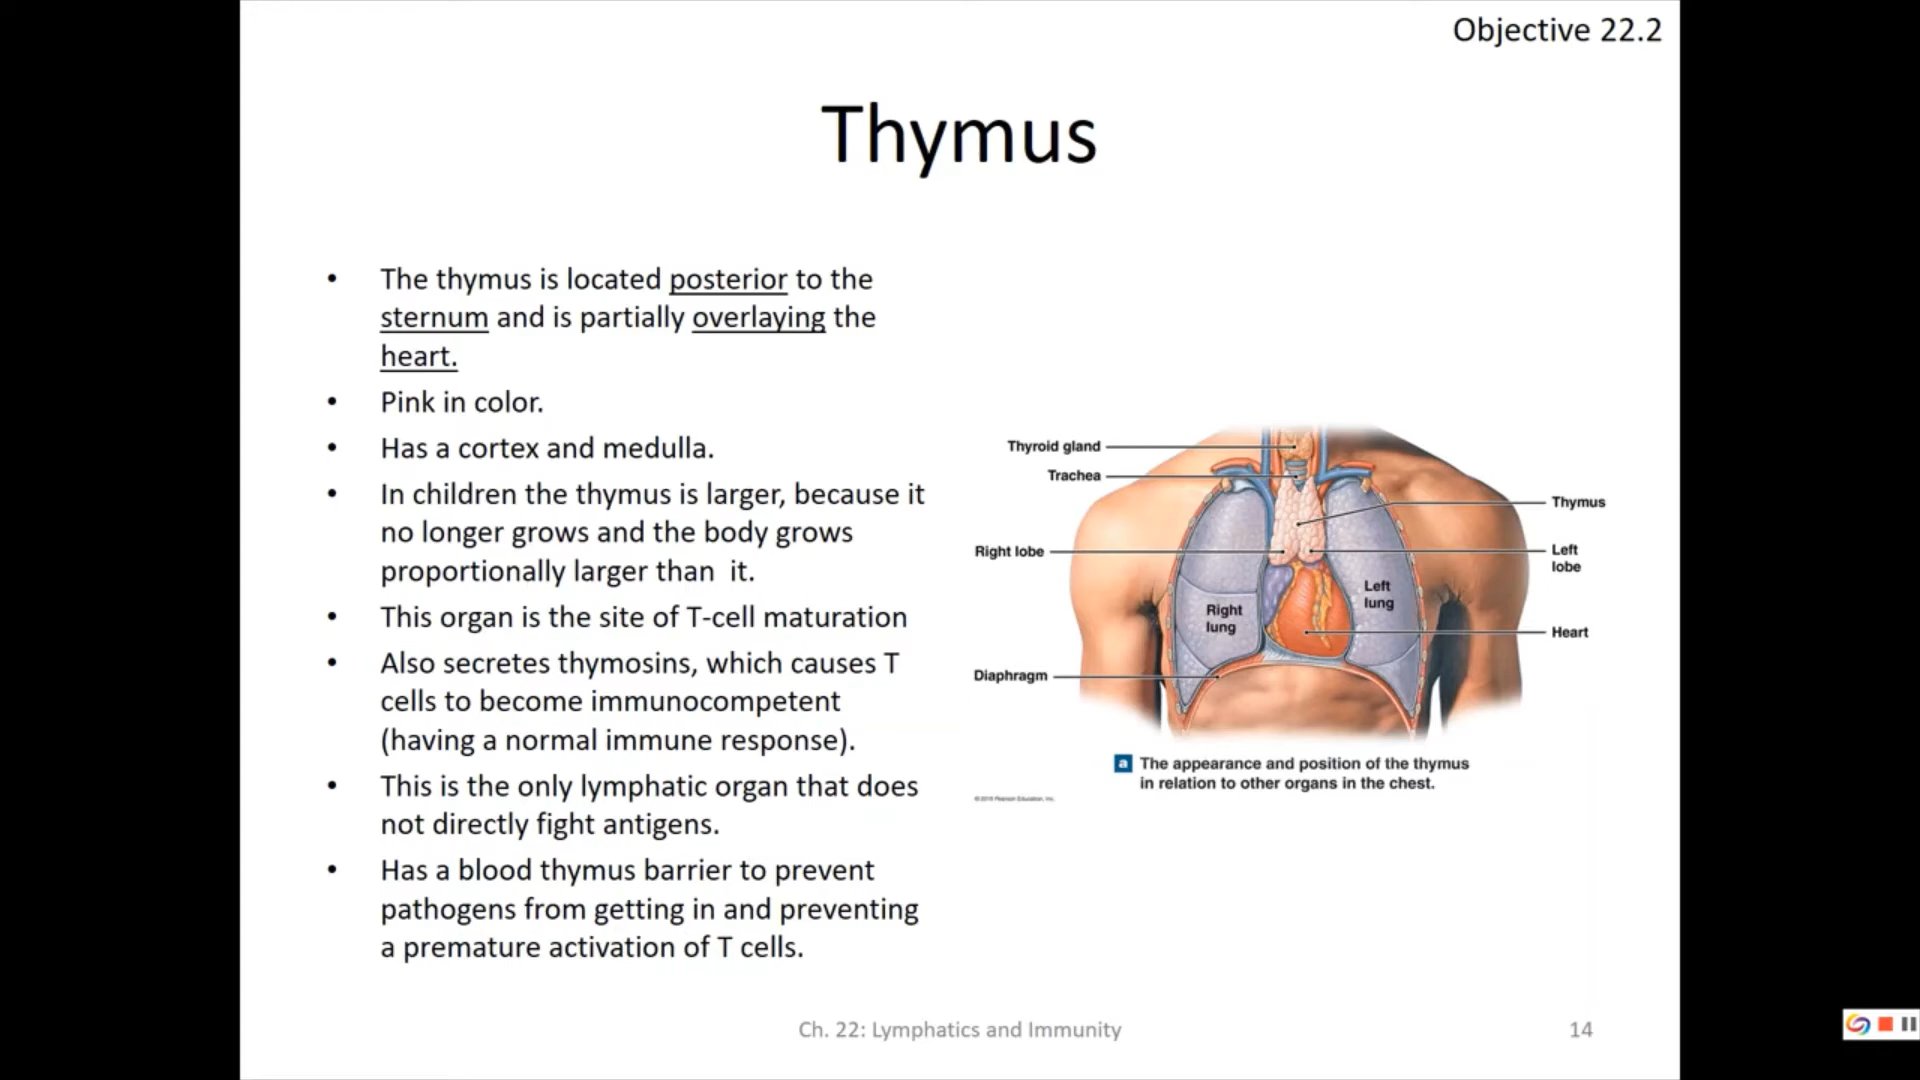 Objective 22.2
Thymus
• The thymus is located posterior to the
sternum and is partially overlaying the
heart.
• Pink in color.
• Has a cortex and medulla.
• In children the thymus is larger, because it
no longer grows and the body grows
proportionally larger than  it.
• This organ is the site of T-cell maturation
• Also secretes thymosins, which causes T
cells to become immunocompetent
(having a normal immune response).
• This is the only lymphatic organ that does
not directly fight antigens.
• Has a blood thymus barrier to prevent
pathogens from getting in and preventing
a premature activation of T cells.
Thyroid gland
Trachea
Thymus
Right lobe
Left
lobe
Left
lung
Right
lung
Heart
Diaphragm
a The appearance and position of the thymus
in relation to other organs in the chest.
Pearson Education, Inc.
Ch. 22: Lymphatics and Immunity
14